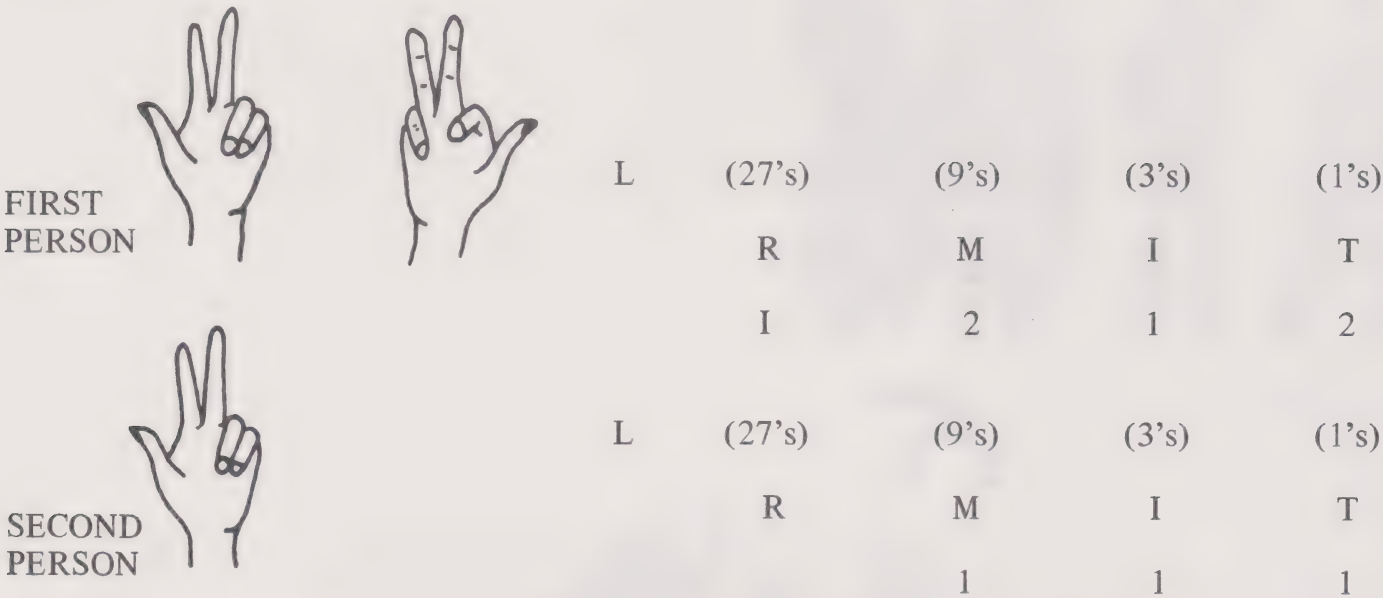 L (27's) (9's) (3's) (1's)
FIRST
PERSON
R M I T
I 2 1 2
L (27's) (9's) (3's) (1's)
R M I T
SECOND
PERSON
1 1 1